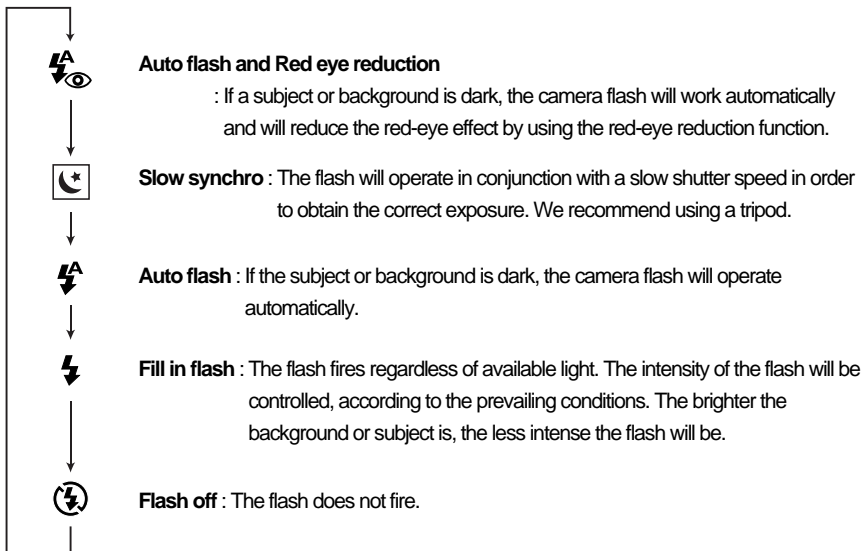 A
Auto flash and Red eye reduction
: If a subject or background is dark, the camera flash will work automatically
and will reduce the red-eye effect by using the red-eye reduction function.
Slow synchro : The flash will operate in conjunction with a slow shutter speed in order
to obtain the correct exposure. We recommend using a tripod.
A
Auto flash : If the subject or background is dark, the camera flash will operate
automatically.
Fill in flash : The flash fires regardless of available light. The intensity of the flash will be
controlled, according to the prevailing conditions. The brighter the
background or subject is, the less intense the flash will be.
Flash off : The flash does not fire.